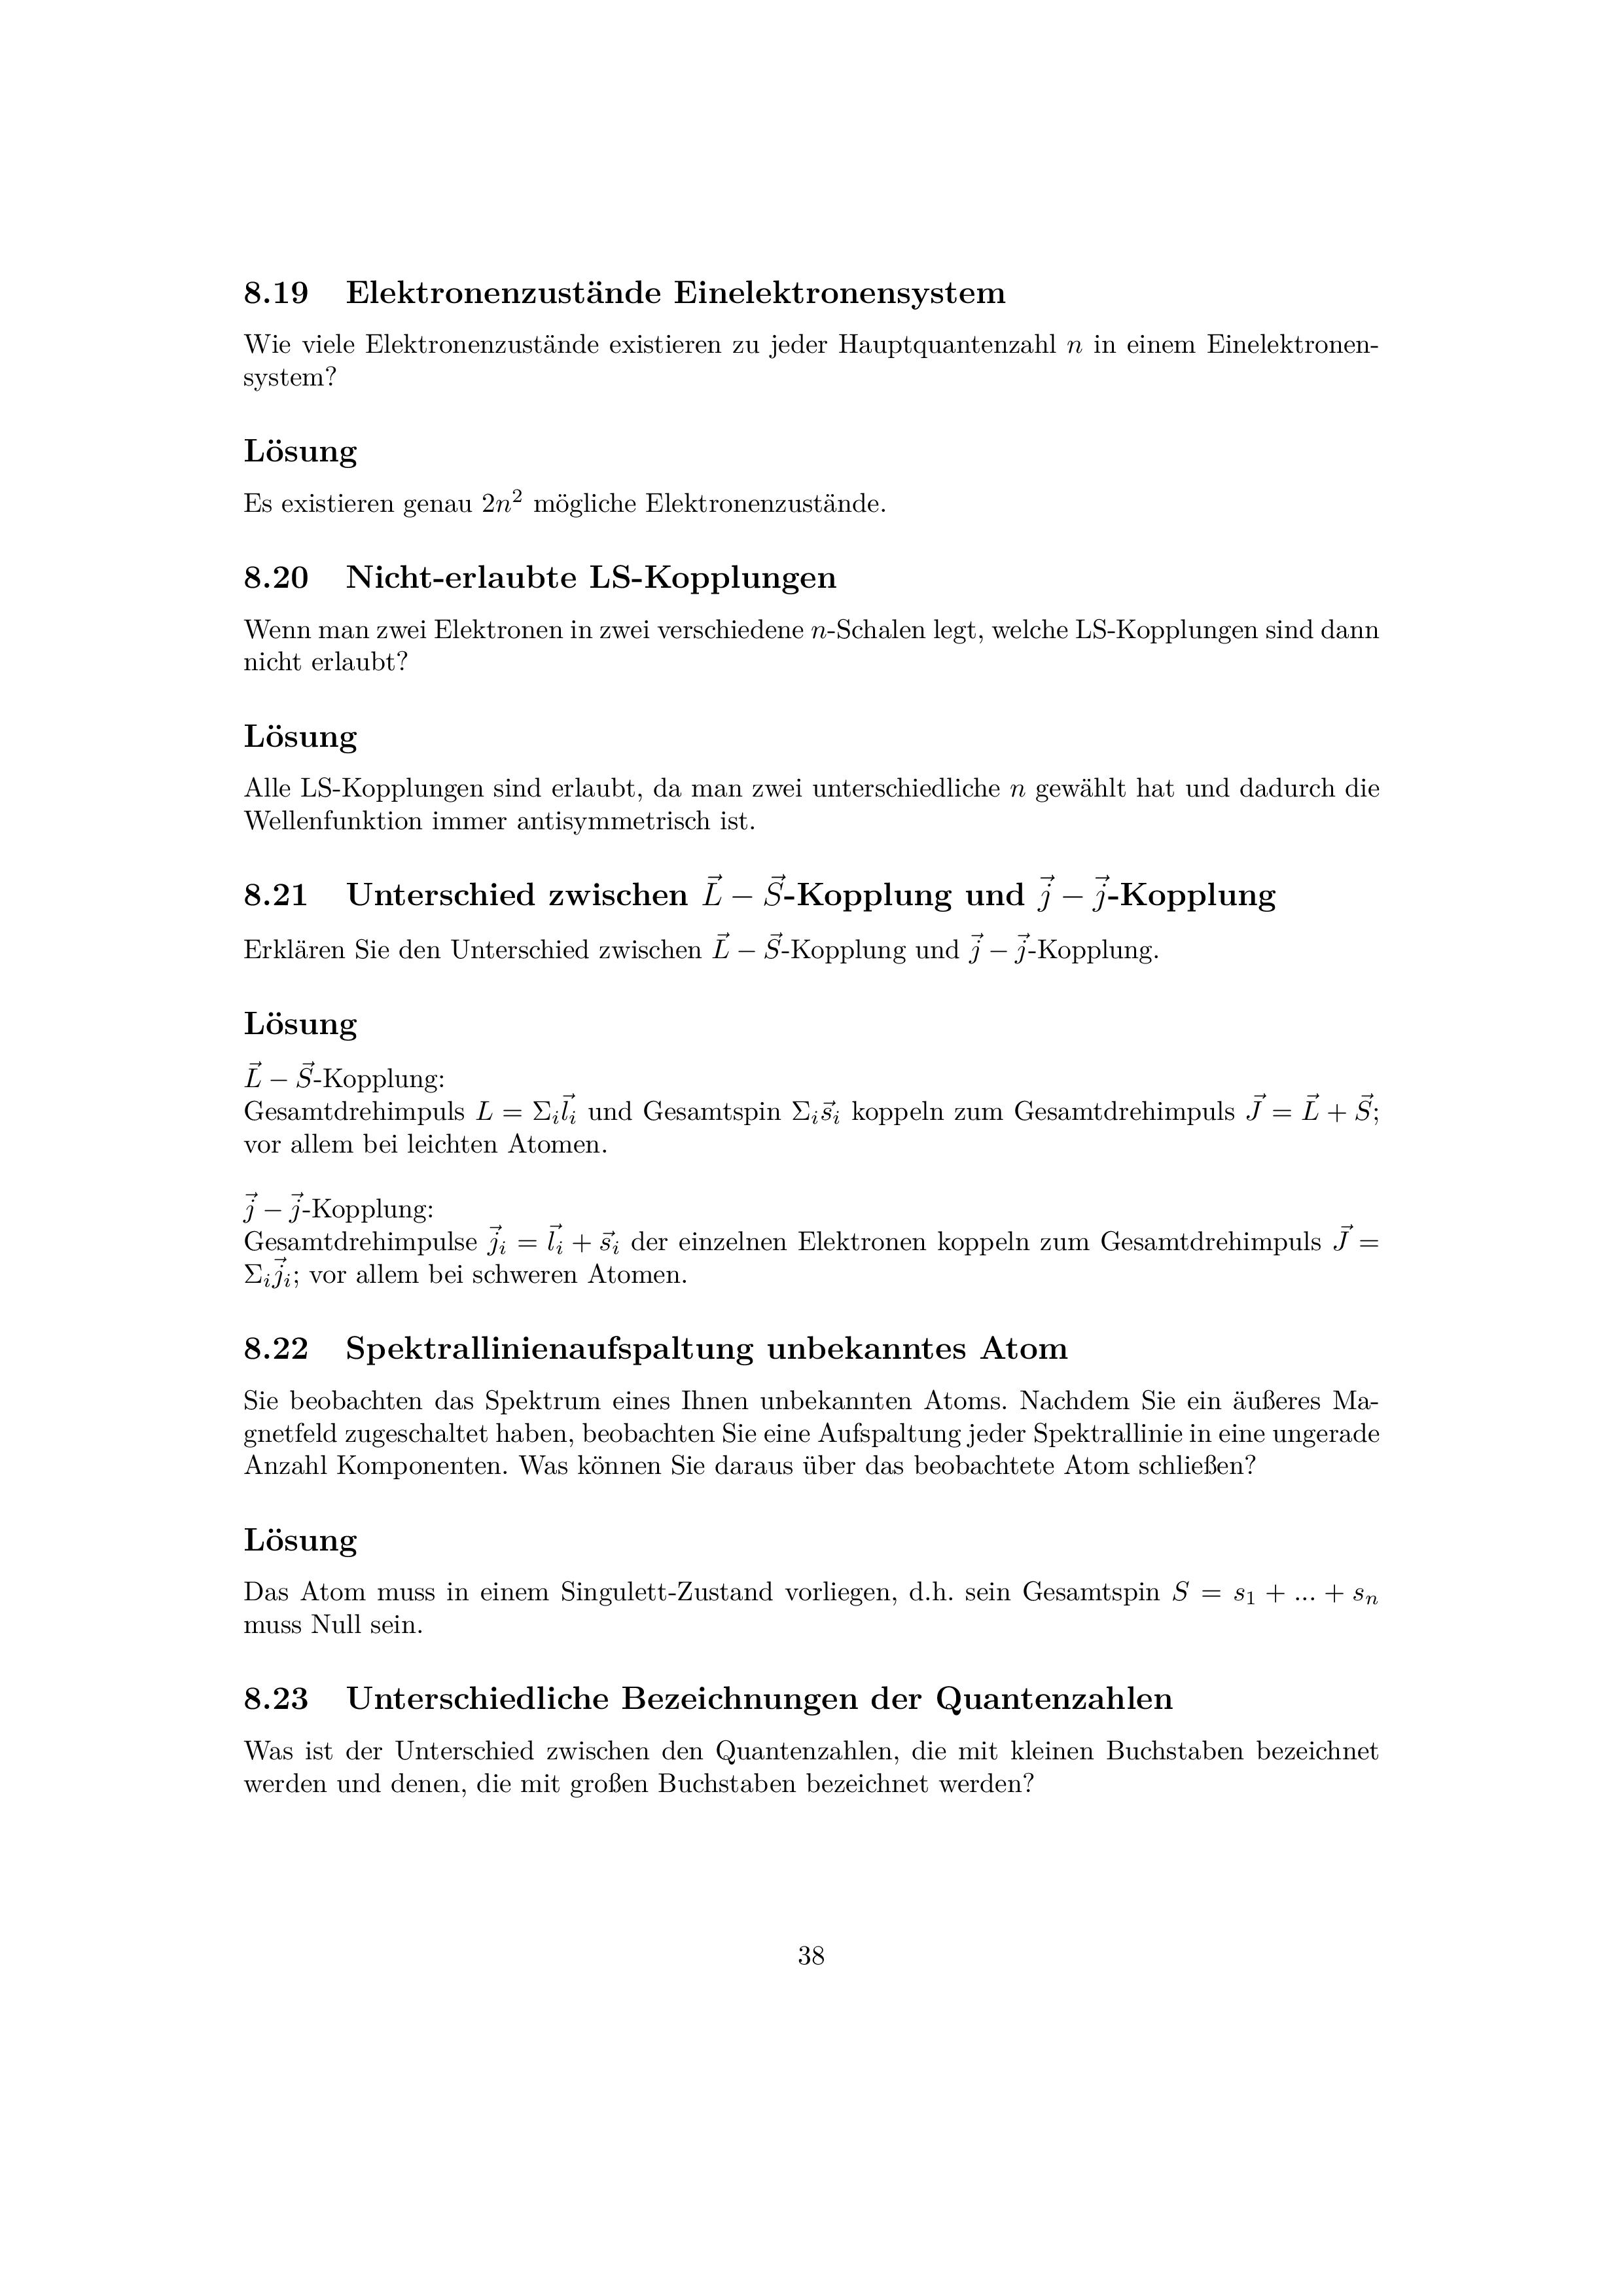 8.19 Elektronenzustände Einelektronensystem
Wie viele Elektronenzustände existieren zu jeder Hauptquantenzahl n in einem Einelektronen-
system?
Lösung
Es existieren genau 2n² mögliche Elektronenzustände.
8.20 Nicht-erlaubte LS-Kopplungen
Wenn man zwei Elektronen in zwei verschiedene n-Schalen legt, welche LS-Kopplungen sind dann
nicht erlaubt?
Lösung
Alle LS-Kopplungen sind erlaubt, da man zwei unterschiedliche n gewählt hat und dadurch die
Wellenfunktion immer antisymmetrisch ist.
8.21 Unterschied zwischen $\vec{L} - \vec{S}$-Kopplung und $\vec{j} - \vec{j}$-Kopplung
Erklären Sie den Unterschied zwischen $\vec{L} - \vec{S}$-Kopplung und $\vec{j} - \vec{j}$-Kopplung.
Lösung
$\vec{L} - \vec{S}$-Kopplung:
Gesamtdrehimpuls $L = \Sigma_i \vec{l}_i$ und Gesamtspin $\Sigma_i \vec{s}_i$ koppeln zum Gesamtdrehimpuls $\vec{J} = \vec{L} + \vec{S}$;
vor allem bei leichten Atomen.
$\vec{j} - \vec{j}$-Kopplung:
Gesamtdrehimpulse $\vec{j}_i = \vec{l}_i + \vec{s}_i$ der einzelnen Elektronen koppeln zum Gesamtdrehimpuls $\vec{J} =$
$\Sigma_i \vec{j}_i$; vor allem bei schweren Atomen.
8.22 Spektrallinienaufspaltung unbekanntes Atom
Sie beobachten das Spektrum eines Ihnen unbekannten Atoms. Nachdem Sie ein äußeres Ma-
gnetfeld zugeschaltet haben, beobachten Sie eine Aufspaltung jeder Spektrallinie in eine ungerade
Anzahl Komponenten. Was können Sie daraus über das beobachtete Atom schließen?
Lösung
Das Atom muss in einem Singulett-Zustand vorliegen, d.h. sein Gesamtspin $S = s_1 + ... + s_n$
muss Null sein.
8.23 Unterschiedliche Bezeichnungen der Quantenzahlen
Was ist der Unterschied zwischen den Quantenzahlen, die mit kleinen Buchstaben bezeichnet
werden und denen, die mit großen Buchstaben bezeichnet werden?
38